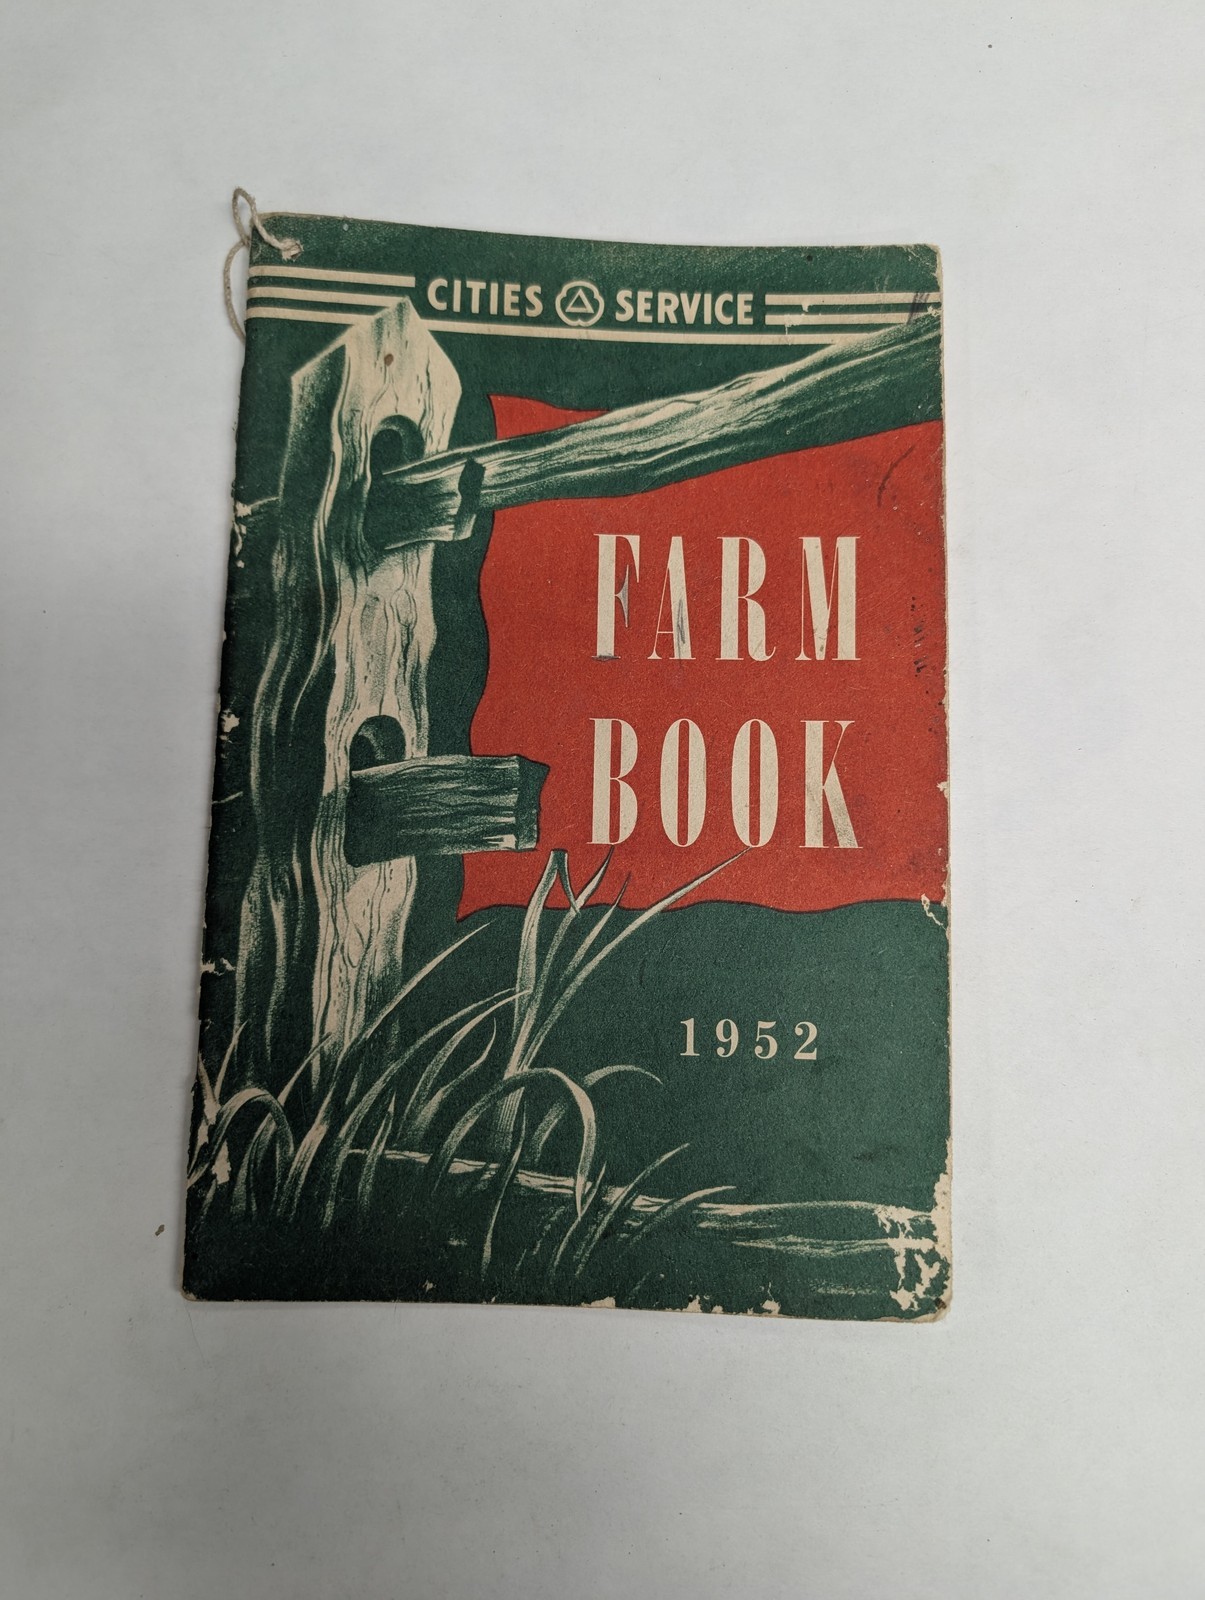 CITIES SERVICE
FARM
BOOK
1952